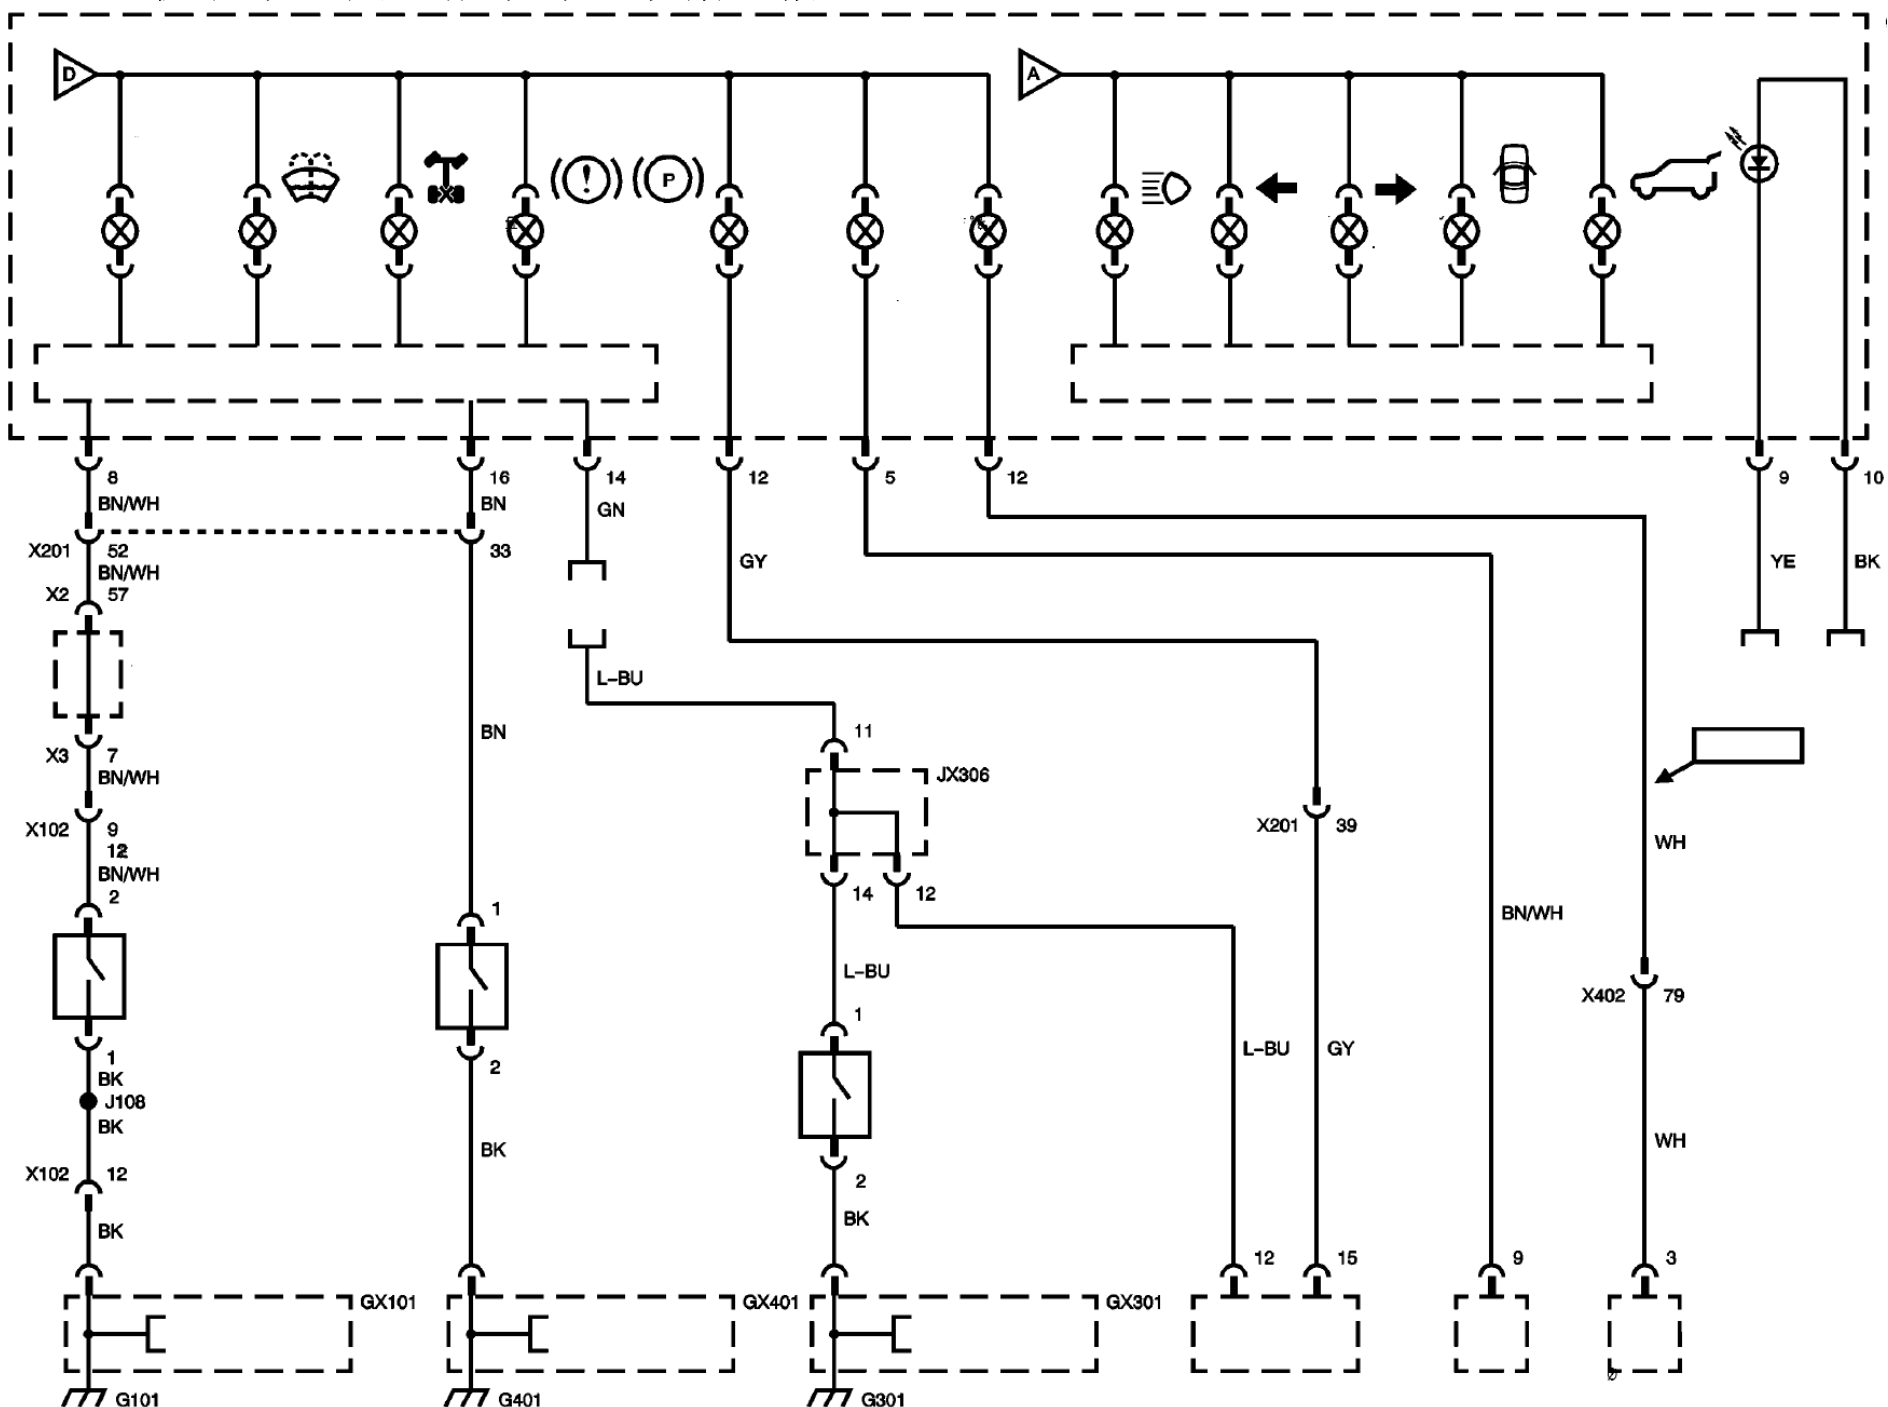 D
A
!
P
8
16
14
12
5
12
9
10
BN/WH
BN
GN
X201
52
33
BN/WH
GY
YE
BK
X2
57
L-BU
BN
11
X3
7
JX306
BN/WH
X102
9
X201
39
12
WH
BN/WH
2
14
12
1
BN/WH
L-BU
X402
79
1
1
L-BU
GY
2
BK
J108
BK
BK
WH
X102
12
2
BK
BK
12
15
9
3
GX101
GX401
GX301
G101
G401
G301